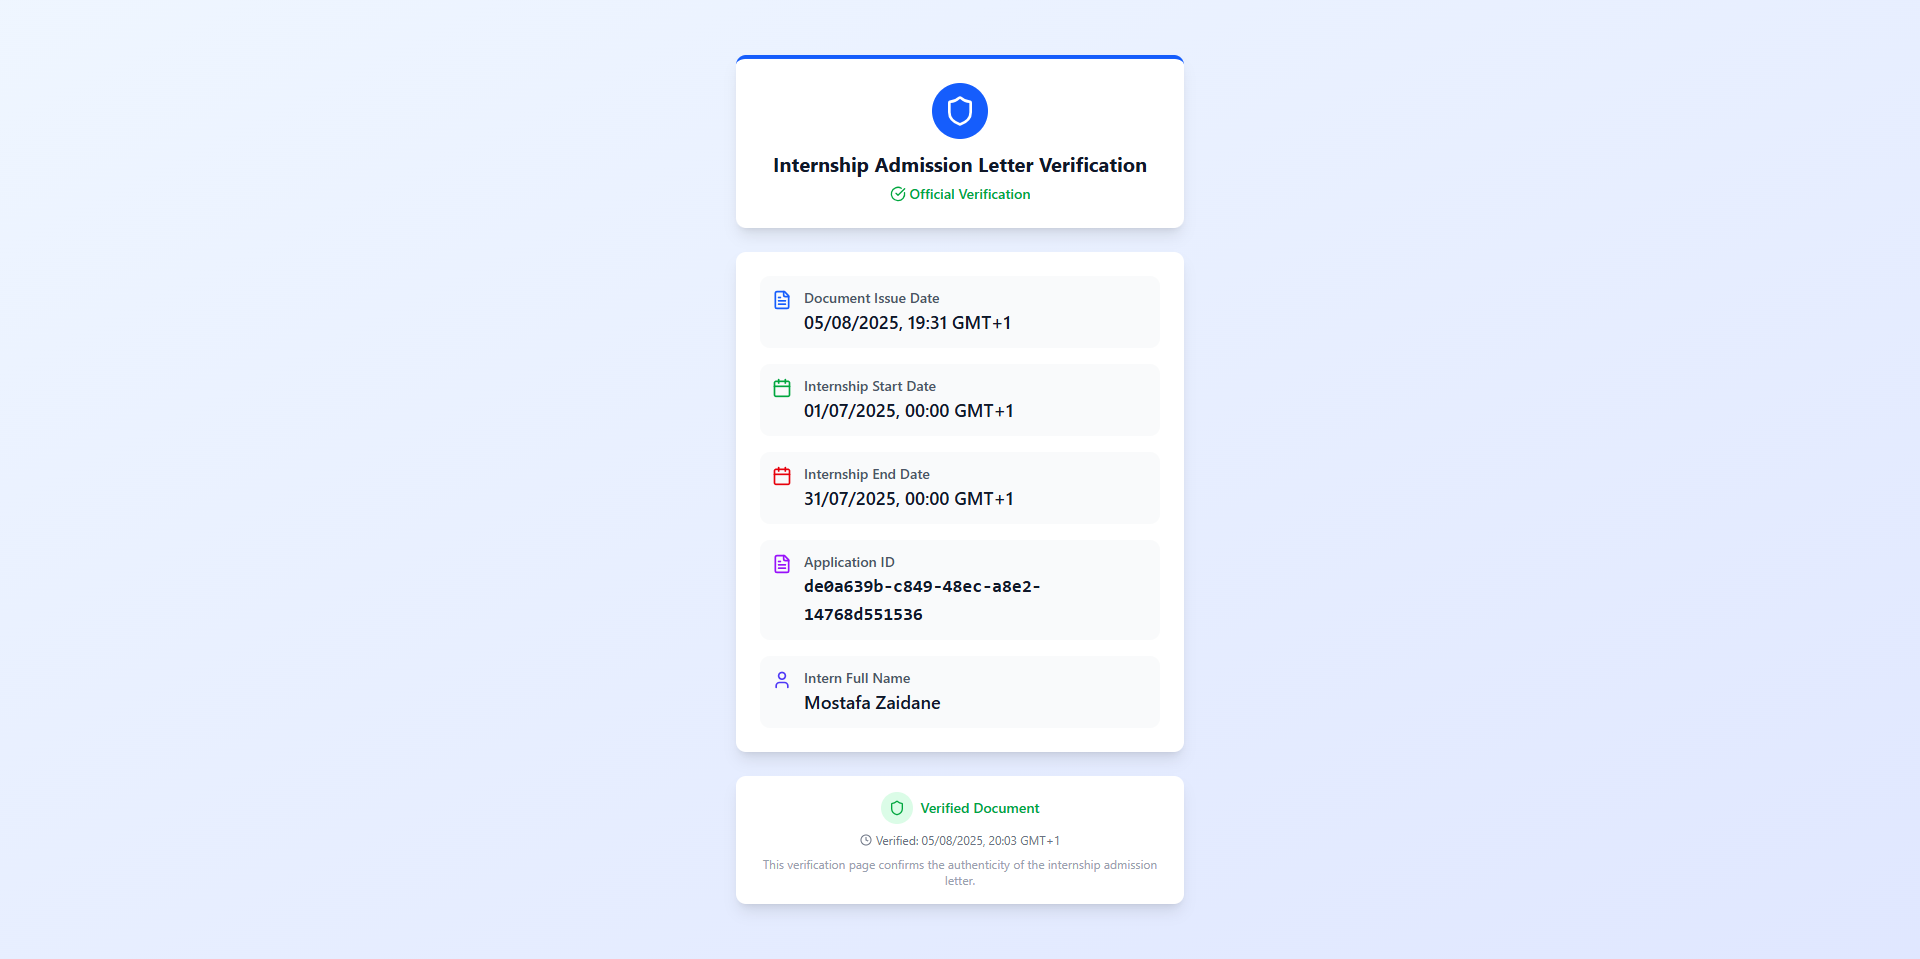 Internship Admission Letter Verification
Official Verification
Document Issue Date
05/08/2025, 19:31 GMT+1
Internship Start Date
01/07/2025, 00:00 GMT+1
Internship End Date
31/07/2025, 00:00 GMT+1
Application ID
de0a639b-c849-48ec-a8e2-
14768d551536
Intern Full Name
Mostafa Zaidane
Verified Document
Verified: 05/08/2025, 20:03 GMT+1
This verification page confirms the authenticity of the internship admission
letter.